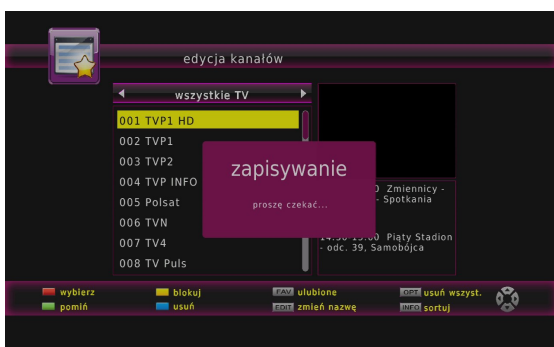 edycja kanałów
wszystkie TV
001 TVP1 HD
002 TVP1
003 TVP2
004 TVP INFO
005 Polsat
006 TVN
007 TV4
008 TV Puls
zapisywanie
proszę czekać...
0 Zmiennicy -
- Spotkania
14:30-15:00 Piąty Stadion
- odc. 39, Samobójca
wybierz
blokuj
FAV ulubione
OPT usuń wszyst.
pomiń
usuń
EDIT zmień nazwę
INFO sortuj